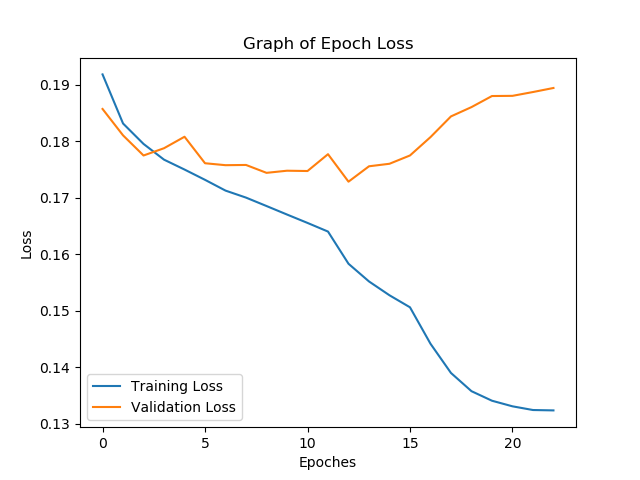 Graph of Epoch Loss
0.19
0.18
0.17
0.16
0.15
0.14
0.13
Loss
Training Loss
Validation Loss
0 5 10 15 20
Epoches